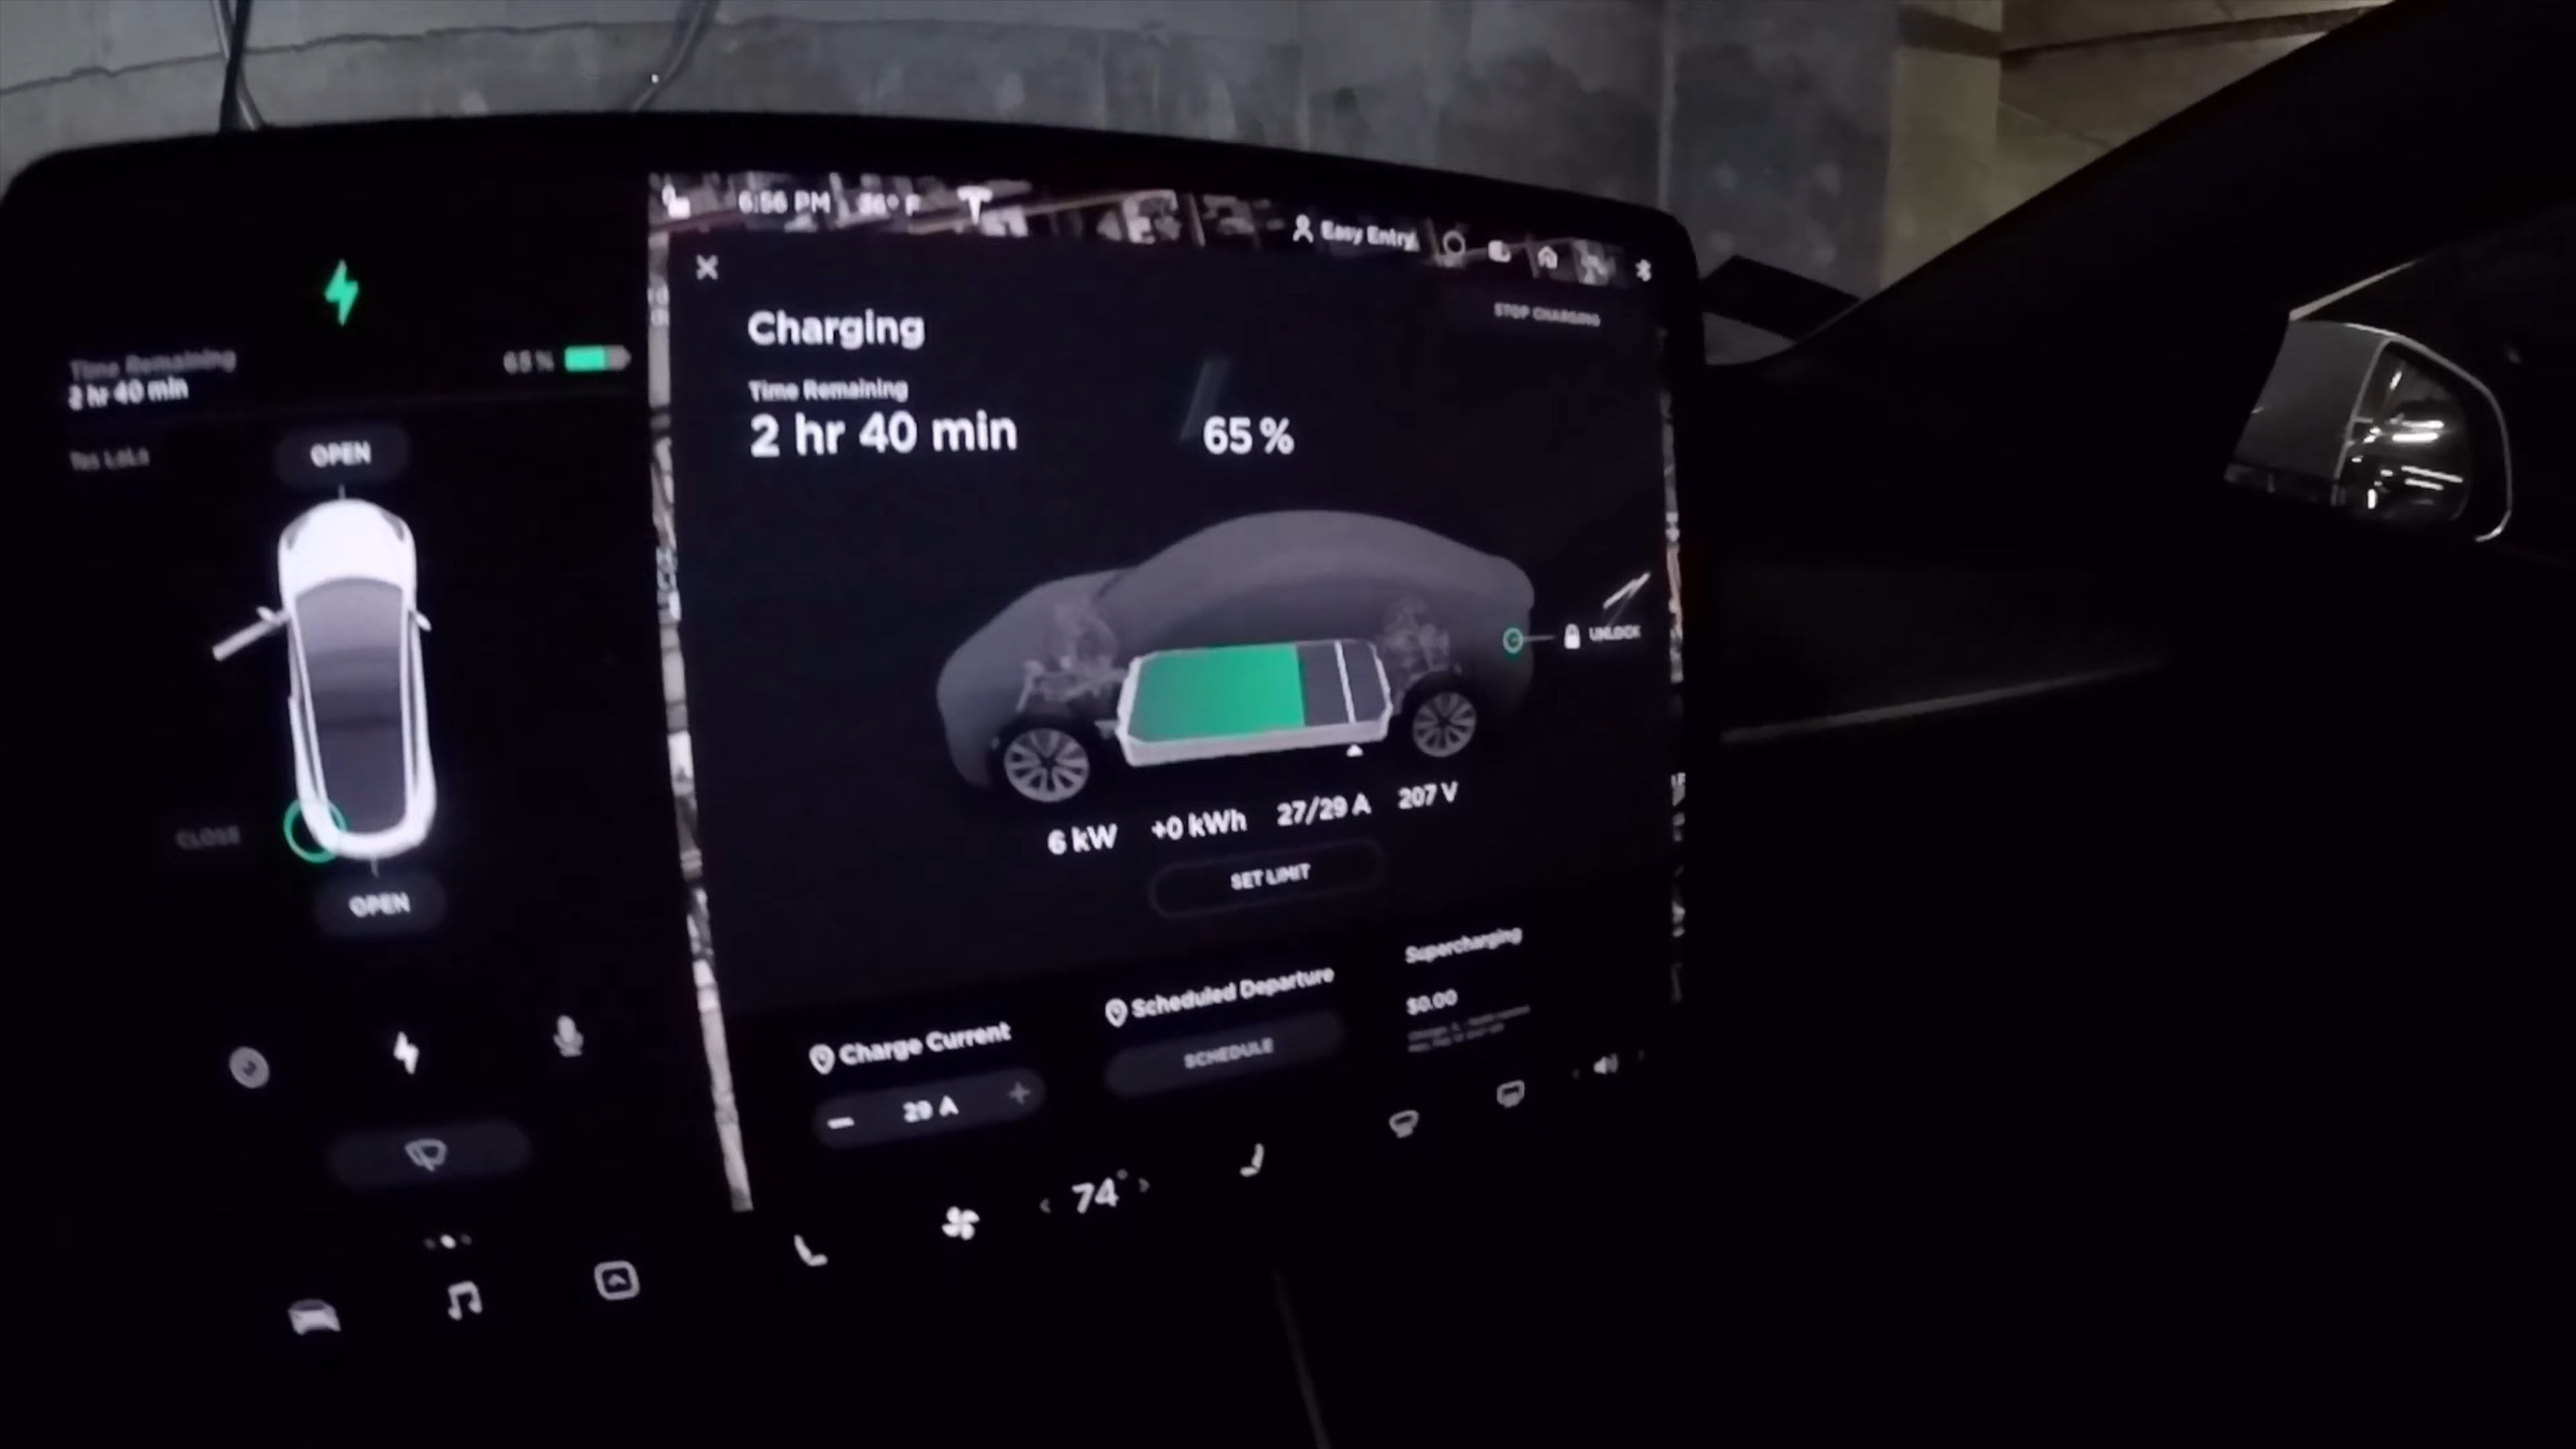 6:56 PM
36° F
Easy Entry
Charging
STOP CHARGING
Time Remaining
2 hr 40 min
65 %
Time Remaining
2 hr 40 min
65 %
OPEN
CLOSE
OPEN
UNLOCK
6 kW +0 kWh 27/29 A 207 V
SET LIMIT
Charge Current
29 A
Scheduled Departure
SCHEDULE
Supercharging
$0.00
74°